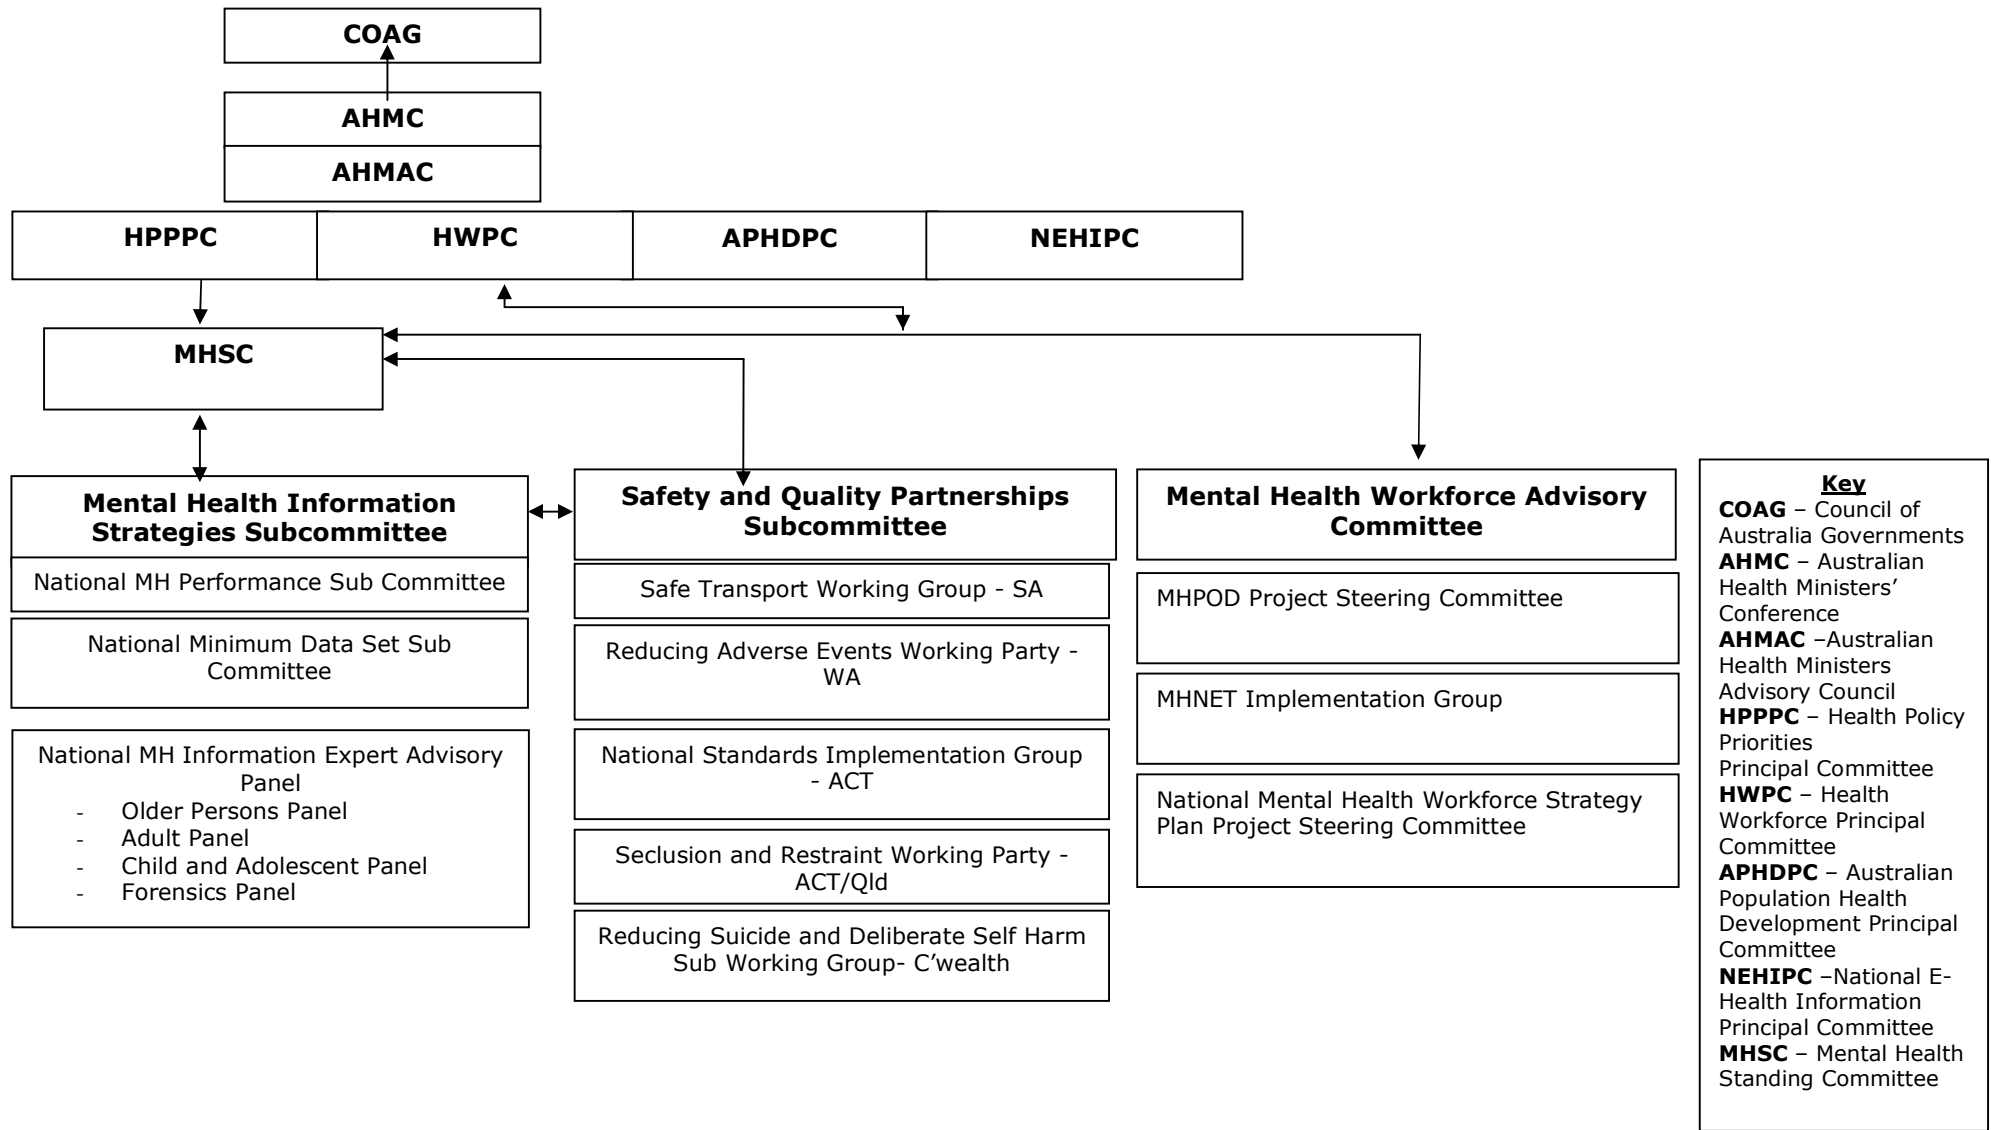 COAG
AHMC
AHMAC
HPPPC
HWPC
APHDPC
NEHIPC
MHSC
Mental Health Information
Strategies Subcommittee
National MH Performance Sub Committee
National Minimum Data Set Sub
Committee
National MH Information Expert Advisory
Panel
- Older Persons Panel
- Adult Panel
- Child and Adolescent Panel
- Forensics Panel
Safety and Quality Partnerships
Subcommittee
Safe Transport Working Group - SA
Reducing Adverse Events Working Party -
WA
National Standards Implementation Group
- ACT
Seclusion and Restraint Working Party -
ACT/Qld
Reducing Suicide and Deliberate Self Harm
Sub Working Group- C’wealth
Mental Health Workforce Advisory
Committee
MHPOD Project Steering Committee
MHNET Implementation Group
National Mental Health Workforce Strategy
Plan Project Steering Committee
Key
COAG – Council of
Australia Governments
AHMC – Australian
Health Ministers’
Conference
AHMAC –Australian
Health Ministers
Advisory Council
HPPPC – Health Policy
Priorities
Principal Committee
HWPC – Health
Workforce Principal
Committee
APHDPC – Australian
Population Health
Development Principal
Committee
NEHIPC –National E-
Health Information
Principal Committee
MHSC – Mental Health
Standing Committee